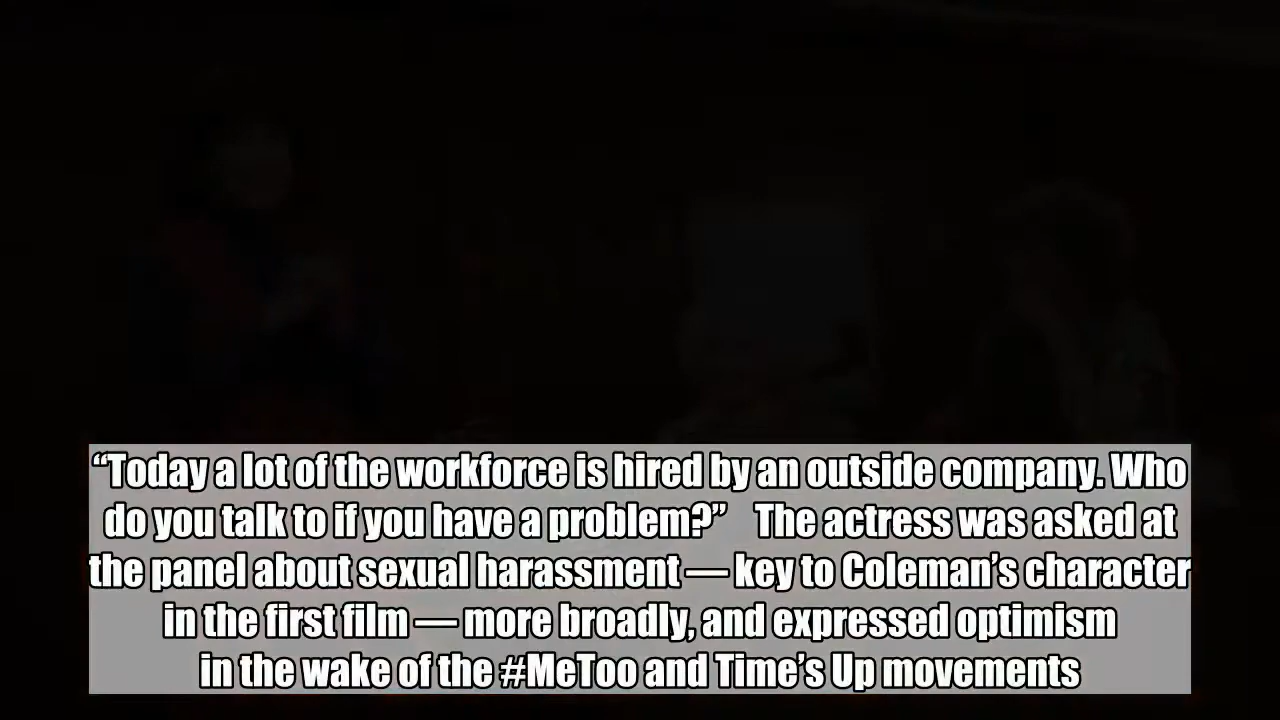 “Today a lot of the workforce is hired by an outside company. Who
do you talk to if you have a problem?”    The actress was asked at
the panel about sexual harassment — key to Coleman’s character
in the first film — more broadly, and expressed optimism
in the wake of the #MeToo and Time’s Up movements